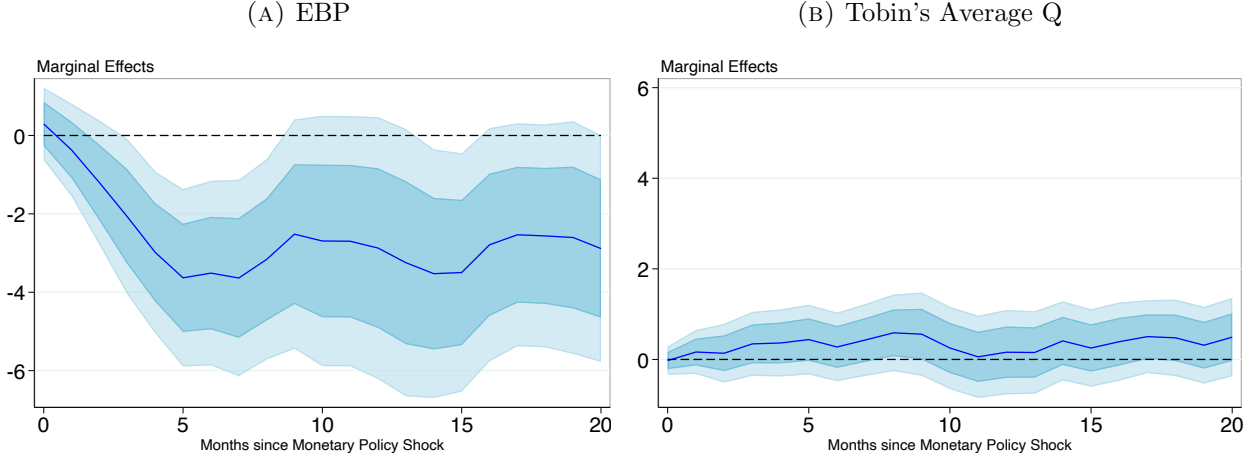 (A) EBP
Marginal Effects
0
-2
-4
-6
0 5 10 15 20
Months since Monetary Policy Shock
(B) Tobin's Average Q
Marginal Effects
6
4
2
0
0 5 10 15 20
Months since Monetary Policy Shock